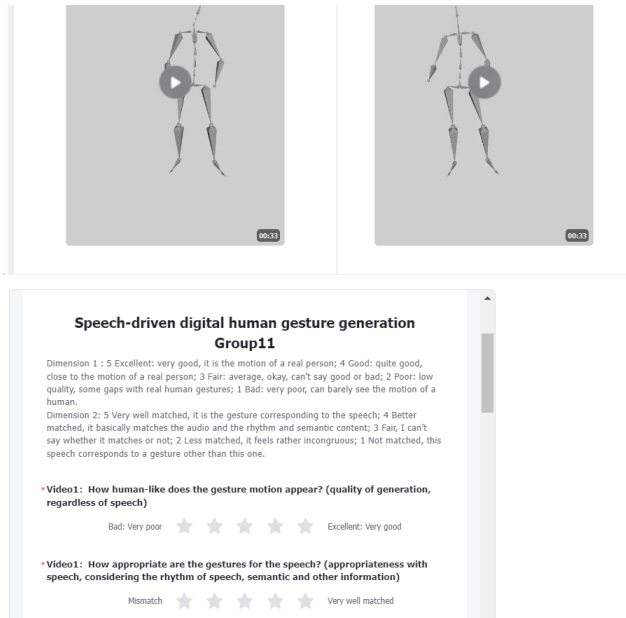 00:33
00:33
Speech-driven digital human gesture generation
Group11
Dimension 1 : 5 Excellent: very good, it is the motion of a real person; 4 Good: quite good,
close to the motion of a real person; 3 Fair: average, okay, can't say good or bad; 2 Poor: low
quality, some gaps with real human gestures; 1 Bad: very poor, can barely see the motion of a
human.
Dimension 2: 5 Very well matched, it is the gesture corresponding to the speech; 4 Better
matched, it basically matches the audio and the rhythm and semantic content; 3 Fair, I can't
say whether it matches or not; 2 Less matched, it feels rather incongruous; 1 Not matched, this
speech corresponds to a gesture other than this one.
*Video1: How human-like does the gesture motion appear? (quality of generation,
regardless of speech)
Bad: Very poor Excellent: Very good
*Video1: How appropriate are the gestures for the speech? (appropriateness with
speech, considering the rhythm of speech, semantic and other information)
Mismatch Very well matched